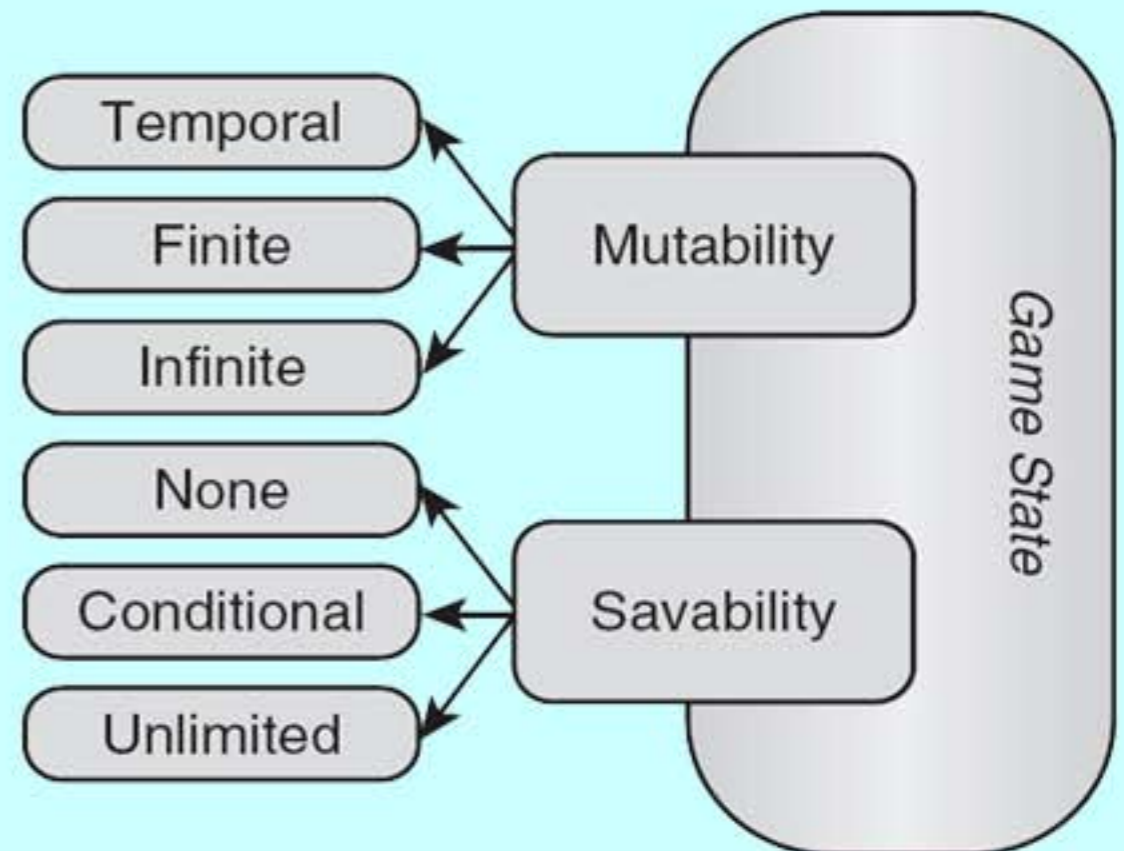 Temporal
Finite
Infinite
None
Conditional
Unlimited
Mutability
Savability
Game State